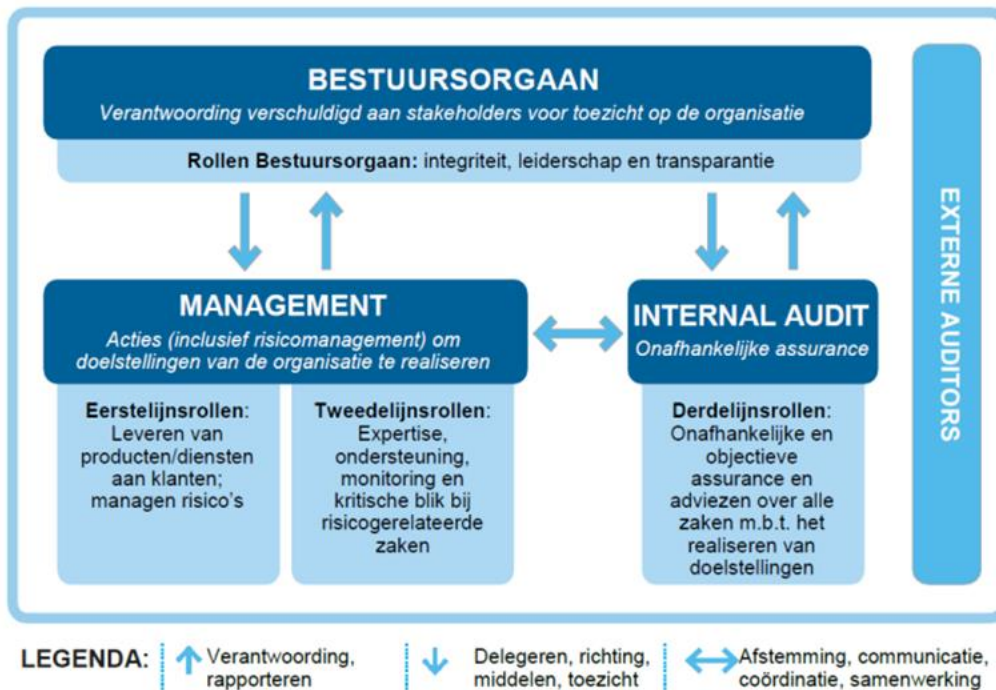 BESTUURSORGAAN
Verantwoording verschuldigd aan stakeholders voor toezicht op de organisatie
Rollen Bestuursorgaan: integriteit, leiderschap en transparantie
MANAGEMENT
Acties (inclusief risicomanagement) om
doelstellingen van de organisatie te realiseren
Eerstelijnsrollen:
Leveren van
producten/diensten
aan klanten;
managen risico's
Tweedelijnsrollen:
Expertise,
ondersteuning,
monitoring en
kritische blik bij
risicogerelateerde
zaken
INTERNAL AUDIT
Onafhankelijke assurance
Derdelijnsrollen:
Onafhankelijke en
objectieve
assurance en
adviezen over alle
zaken m.b.t. het
realiseren van
doelstellingen
EXTERNE AUDITORS
LEGENDA:
Verantwoording,
rapporteren
Delegeren, richting,
middelen, toezicht
Afstemming, communicatie,
coördinatie, samenwerking